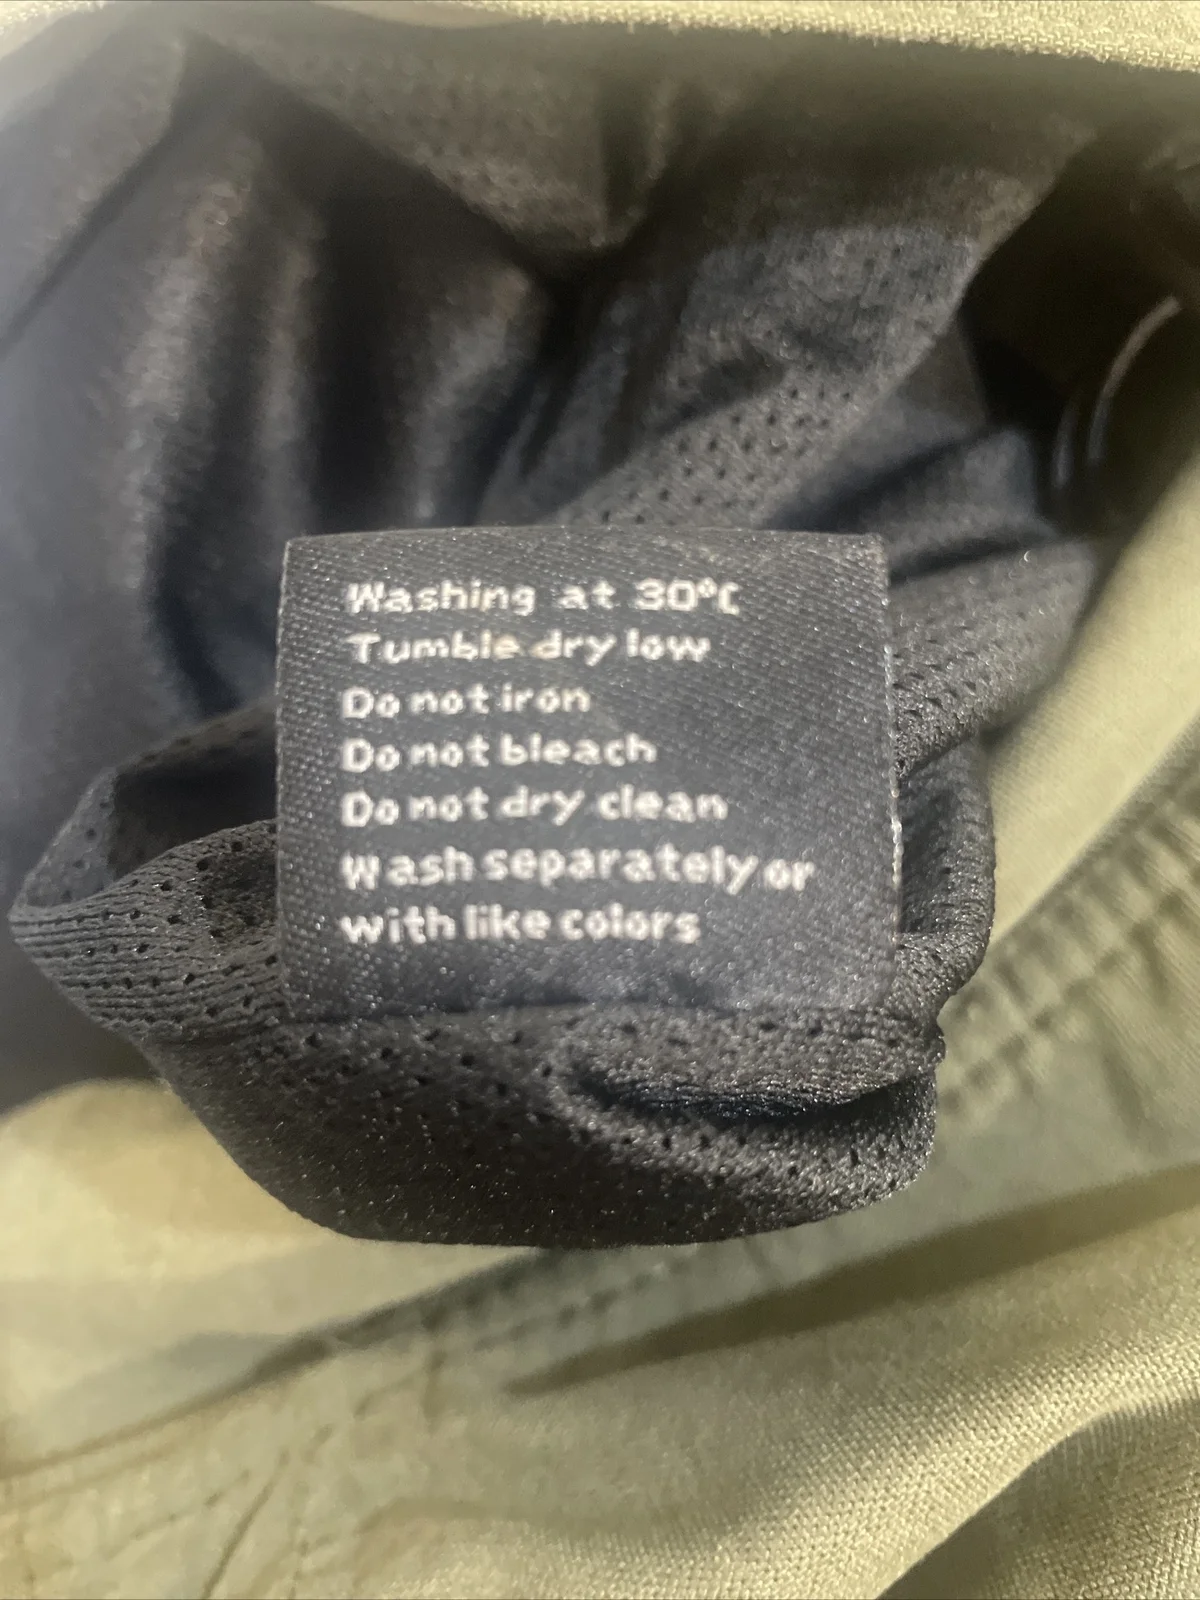 Washing at 30°C
Tumble dry low
Do not iron
Do not bleach
Do not dry clean
Wash separately or
with like colors